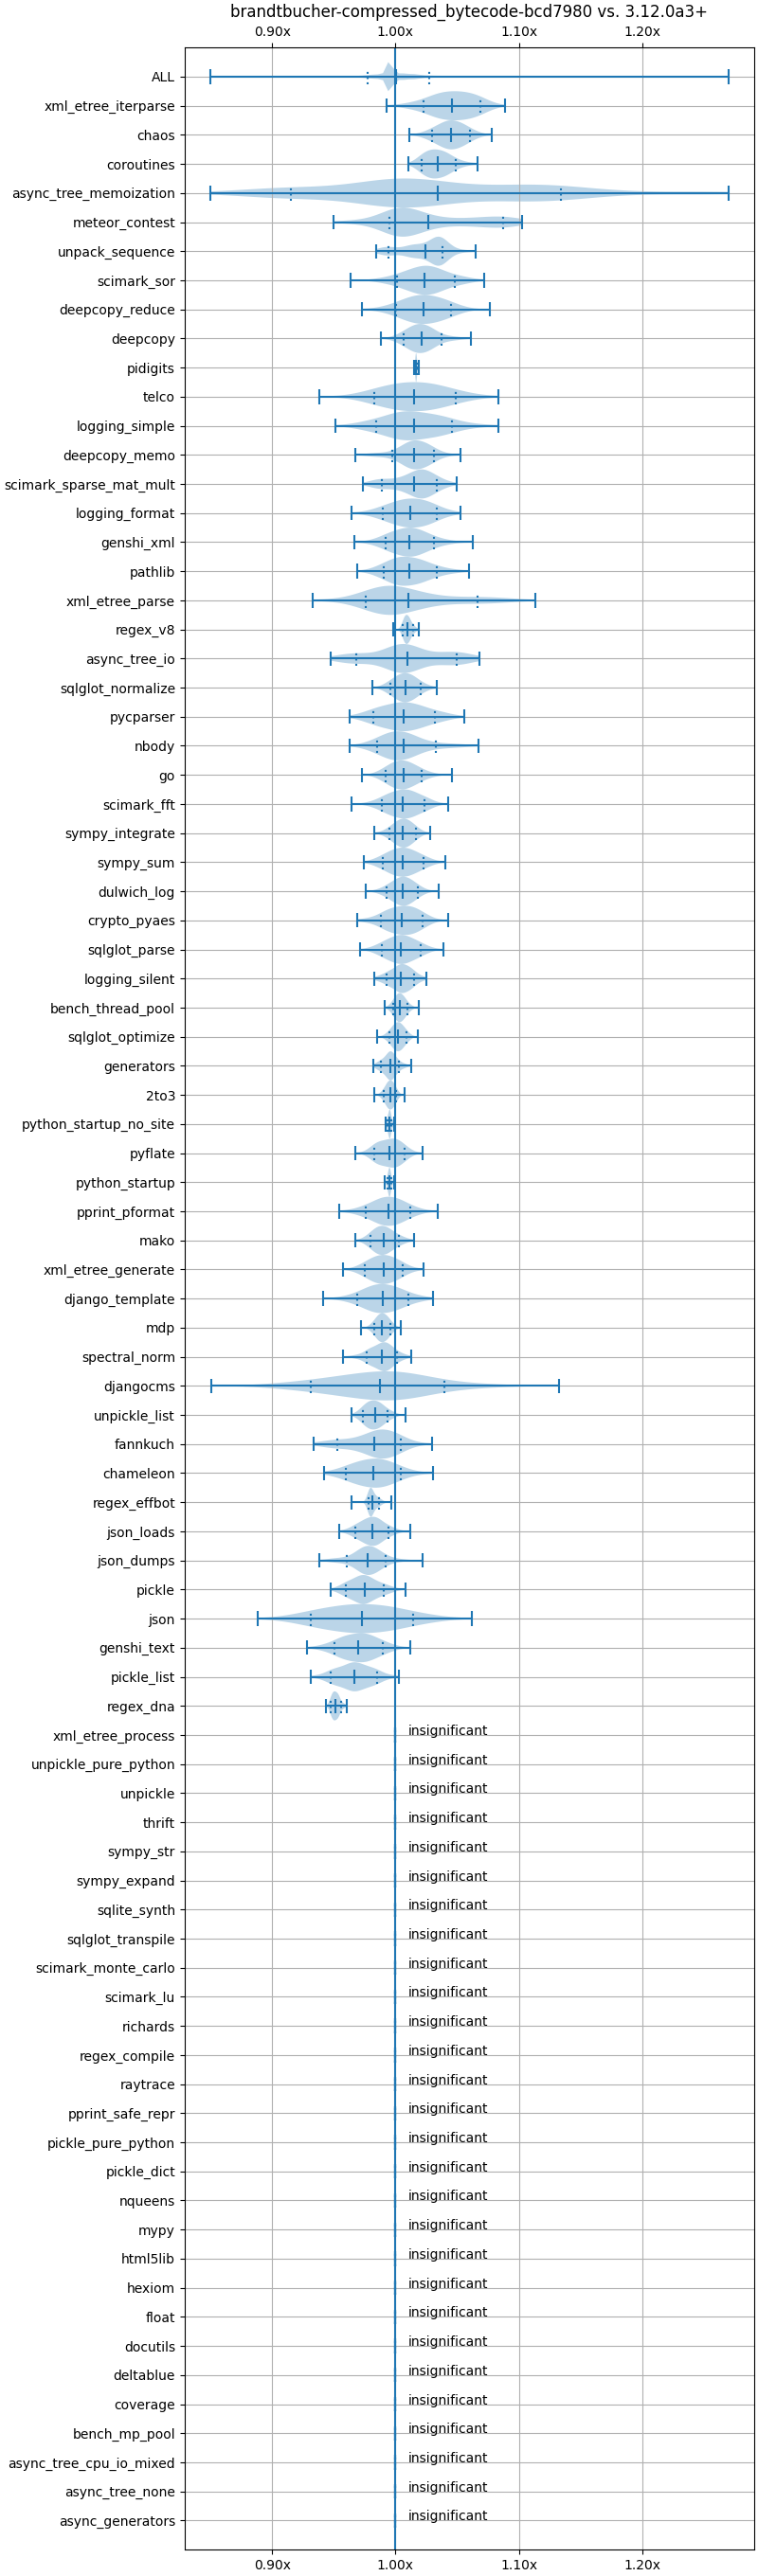 brandtbucher-compressed_bytecode-bcd7980 vs. 3.12.0a3+
0.90x 1.00x 1.10x 1.20x
ALL
xml_etree_iterparse
chaos
coroutines
async_tree_memoization
meteor_contest
unpack_sequence
scimark_sor
deepcopy_reduce
deepcopy
pidigits
telco
logging_simple
deepcopy_memo
scimark_sparse_mat_mult
logging_format
genshi_xml
pathlib
xml_etree_parse
regex_v8
async_tree_io
sqlglot_normalize
pycparser
nbody
go
scimark_fft
sympy_integrate
sympy_sum
dulwich_log
crypto_pyaes
sqlglot_parse
logging_silent
bench_thread_pool
sqlglot_optimize
generators
2to3
python_startup_no_site
pyflate
python_startup
pprint_pformat
mako
xml_etree_generate
django_template
mdp
spectral_norm
djangocms
unpickle_list
fannkuch
chameleon
regex_effbot
json_loads
json_dumps
pickle
json
genshi_text
pickle_list
regex_dna
xml_etree_process insignificant
unpickle_pure_python insignificant
unpickle insignificant
thrift insignificant
sympy_str insignificant
sympy_expand insignificant
sqlite_synth insignificant
sqlglot_transpile insignificant
scimark_monte_carlo insignificant
scimark_lu insignificant
richards insignificant
regex_compile insignificant
raytrace insignificant
pprint_safe_repr insignificant
pickle_pure_python insignificant
pickle_dict insignificant
nqueens insignificant
mypy insignificant
html5lib insignificant
hexiom insignificant
float insignificant
docutils insignificant
deltablue insignificant
coverage insignificant
bench_mp_pool insignificant
async_tree_cpu_io_mixed insignificant
async_tree_none insignificant
async_generators insignificant
0.90x 1.00x 1.10x 1.20x